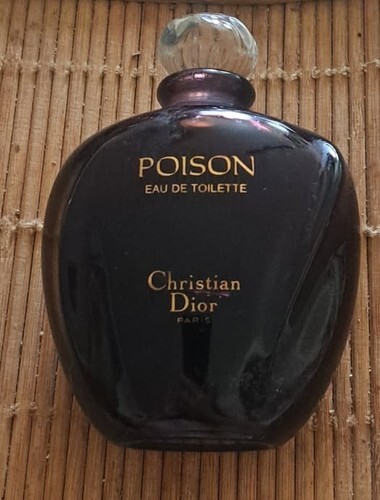 POISON
EAU DE TOILETTE
Christian
Dior
PARIS